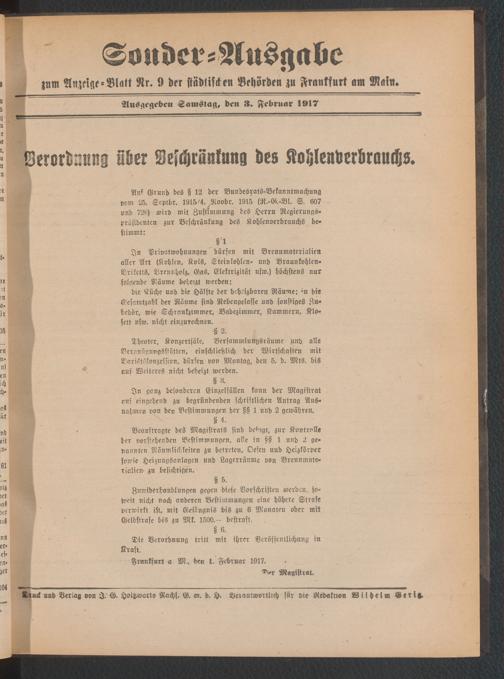 Sonder-Ausgabe
zum Anzeige-Blatt Nr. 9 der städtischen Behörden zu Frankfurt am Main.
Ausgegeben Samstag, den 3. Februar 1917
Verordnung über Beschränkung des Kohlenverbrauchs.
Auf Grund des § 12 der Bundesrats-Bekanntmachung
vom 25. Septbr. 1915/4. Novbr. 1915 (R.-G.-Bl. S. 607
und 728) wird mit Zustimmung des Herrn Regierungs-
präsidenten zur Beschränkung des Kohlenverbrauchs be-
stimmt:
§ 1
In Privatwohnungen dürfen mit Brennmaterialien
aller Art (Kohlen, Koks, Steinkohlen- und Braunkohlen-
Briketts, Brennholz, Gas, Elektrizität usw.) höchstens nur
folgende Räume beheizt werden:
die Küche und die Hälfte der beheizbaren Räume; in die
Gesamtzahl der Räume sind Nebengelasse und sonstiges Zu-
behör, wie Schrankzimmer, Badezimmer, Kammern, Klo-
sett usw. nicht einzurechnen.
§ 2.
Theater, Konzertsäle, Versammlungsräume und alle
Vergnügungsstätten, einschließlich der Wirtschaften mit
Varietékonzession, dürfen von Montag, den 5. d. Mts. bis
auf Weiteres nicht beheizt werden.
§ 3.
In ganz besonderen Einzelfällen kann der Magistrat
auf eingehend zu begründenden schriftlichen Antrag Aus-
nahmen von den Bestimmungen der §§ 1 und 2 gewähren.
§ 4.
Beauftragte des Magistrats sind befugt, zur Kontrolle
der vorstehenden Bestimmungen, alle in §§ 1 und 2 ge-
nannten Räumlichkeiten zu betreten, Oefen und Heizkörper
sowie Heizungsanlagen und Lagerräume von Brennmate-
rialien zu besichtigen.
§ 5.
Zuwiderhandlungen gegen diese Vorschriften werden, so-
weit nicht nach anderen Bestimmungen eine höhere Strafe
verwirkt ist, mit Gefängnis bis zu 6 Monaten oder mit
Geldstrafe bis zu Mk. 1500.— bestraft.
§ 6.
Die Verordnung tritt mit ihrer Veröffentlichung in
Kraft.
Frankfurt a M., den 1. Februar 1917.
Der Magistrat.
Druck und Verlag von J. G. Holzwarts Nachf. G. m. b. H. Verantwortlich für die Redaktion Wilhelm Gerig.